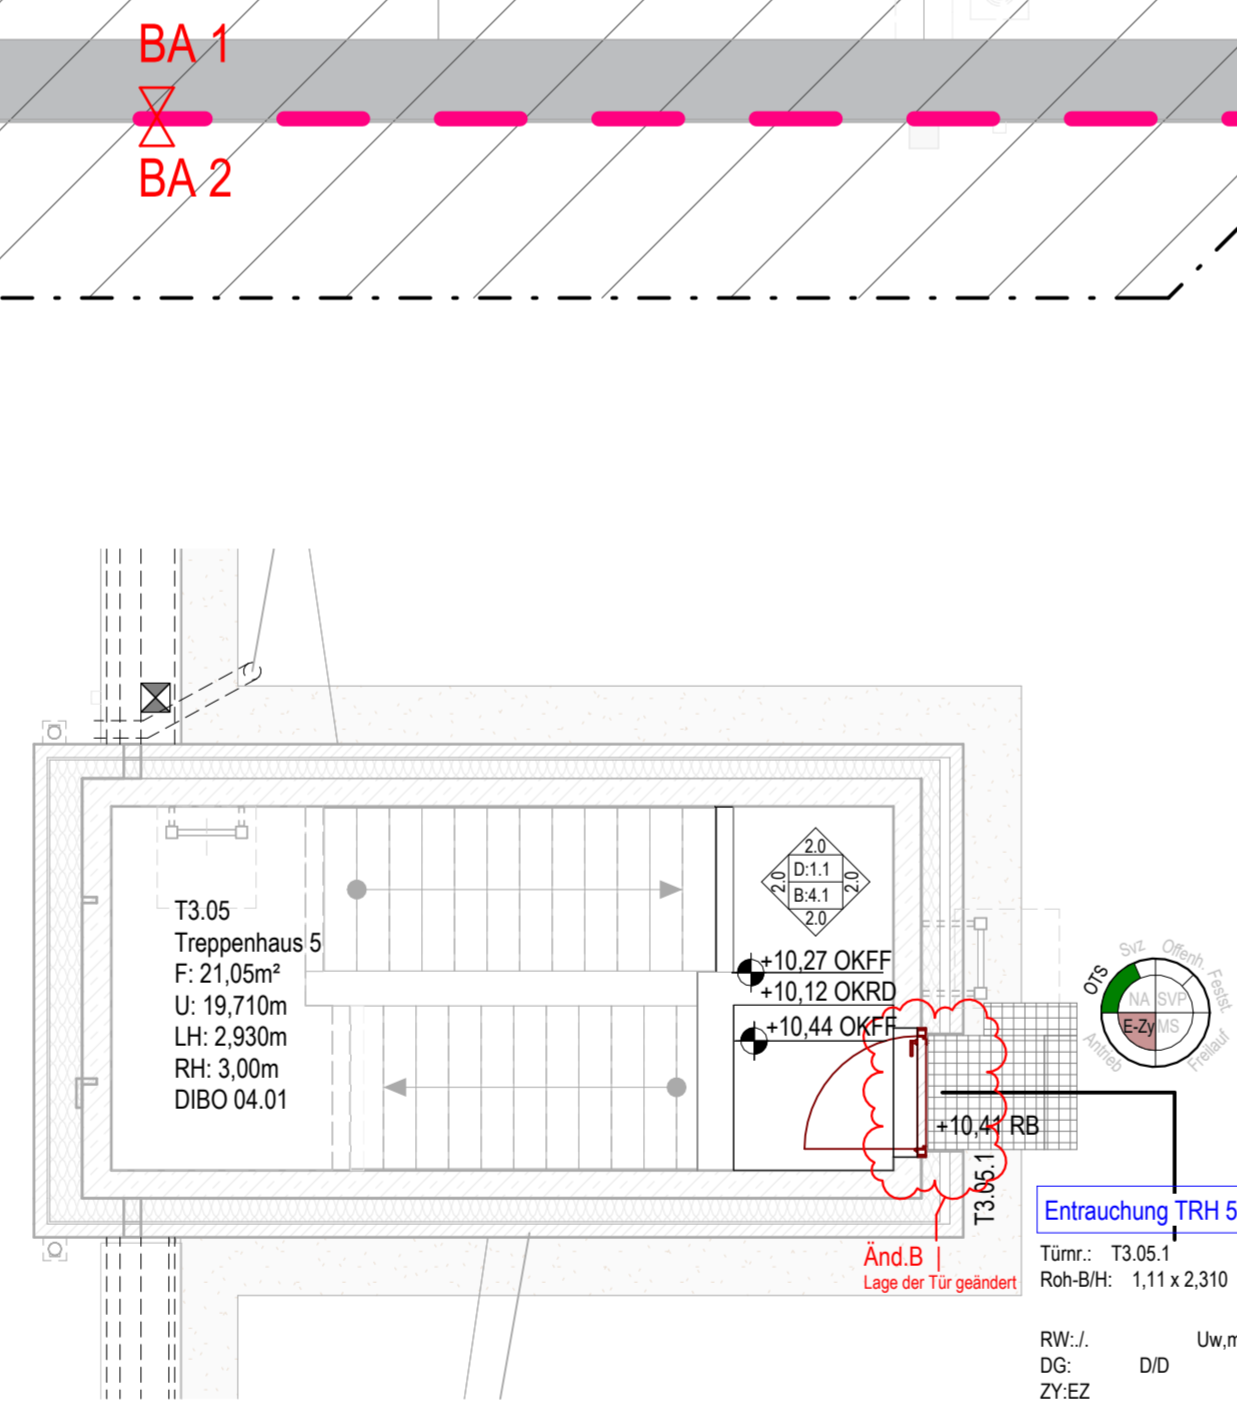 BA 1
BA 2
T3.05
Treppenhaus 5
F: 21,05m²
U: 19,710m
LH: 2,930m
RH: 3,00m
DIBO 04.01
2.0
2.0
D:1.1
B:4.1
2.0
2.0
+10,27 OKFF
+10,12 OKRD
+10,44 OKFF
+10,41 RB
T3.05.1
Änd.B
Lage der Tür geändert
OTS
Svz
Offenh.
Festst.
Freilauf
Antrieb
NA
SVP
E-Zy
MS
Entrauchung TRH 5
Türnr.: T3.05.1
Roh-B/H: 1,11 x 2,310
RW:./. Uw,m
DG: D/D
ZY:EZ